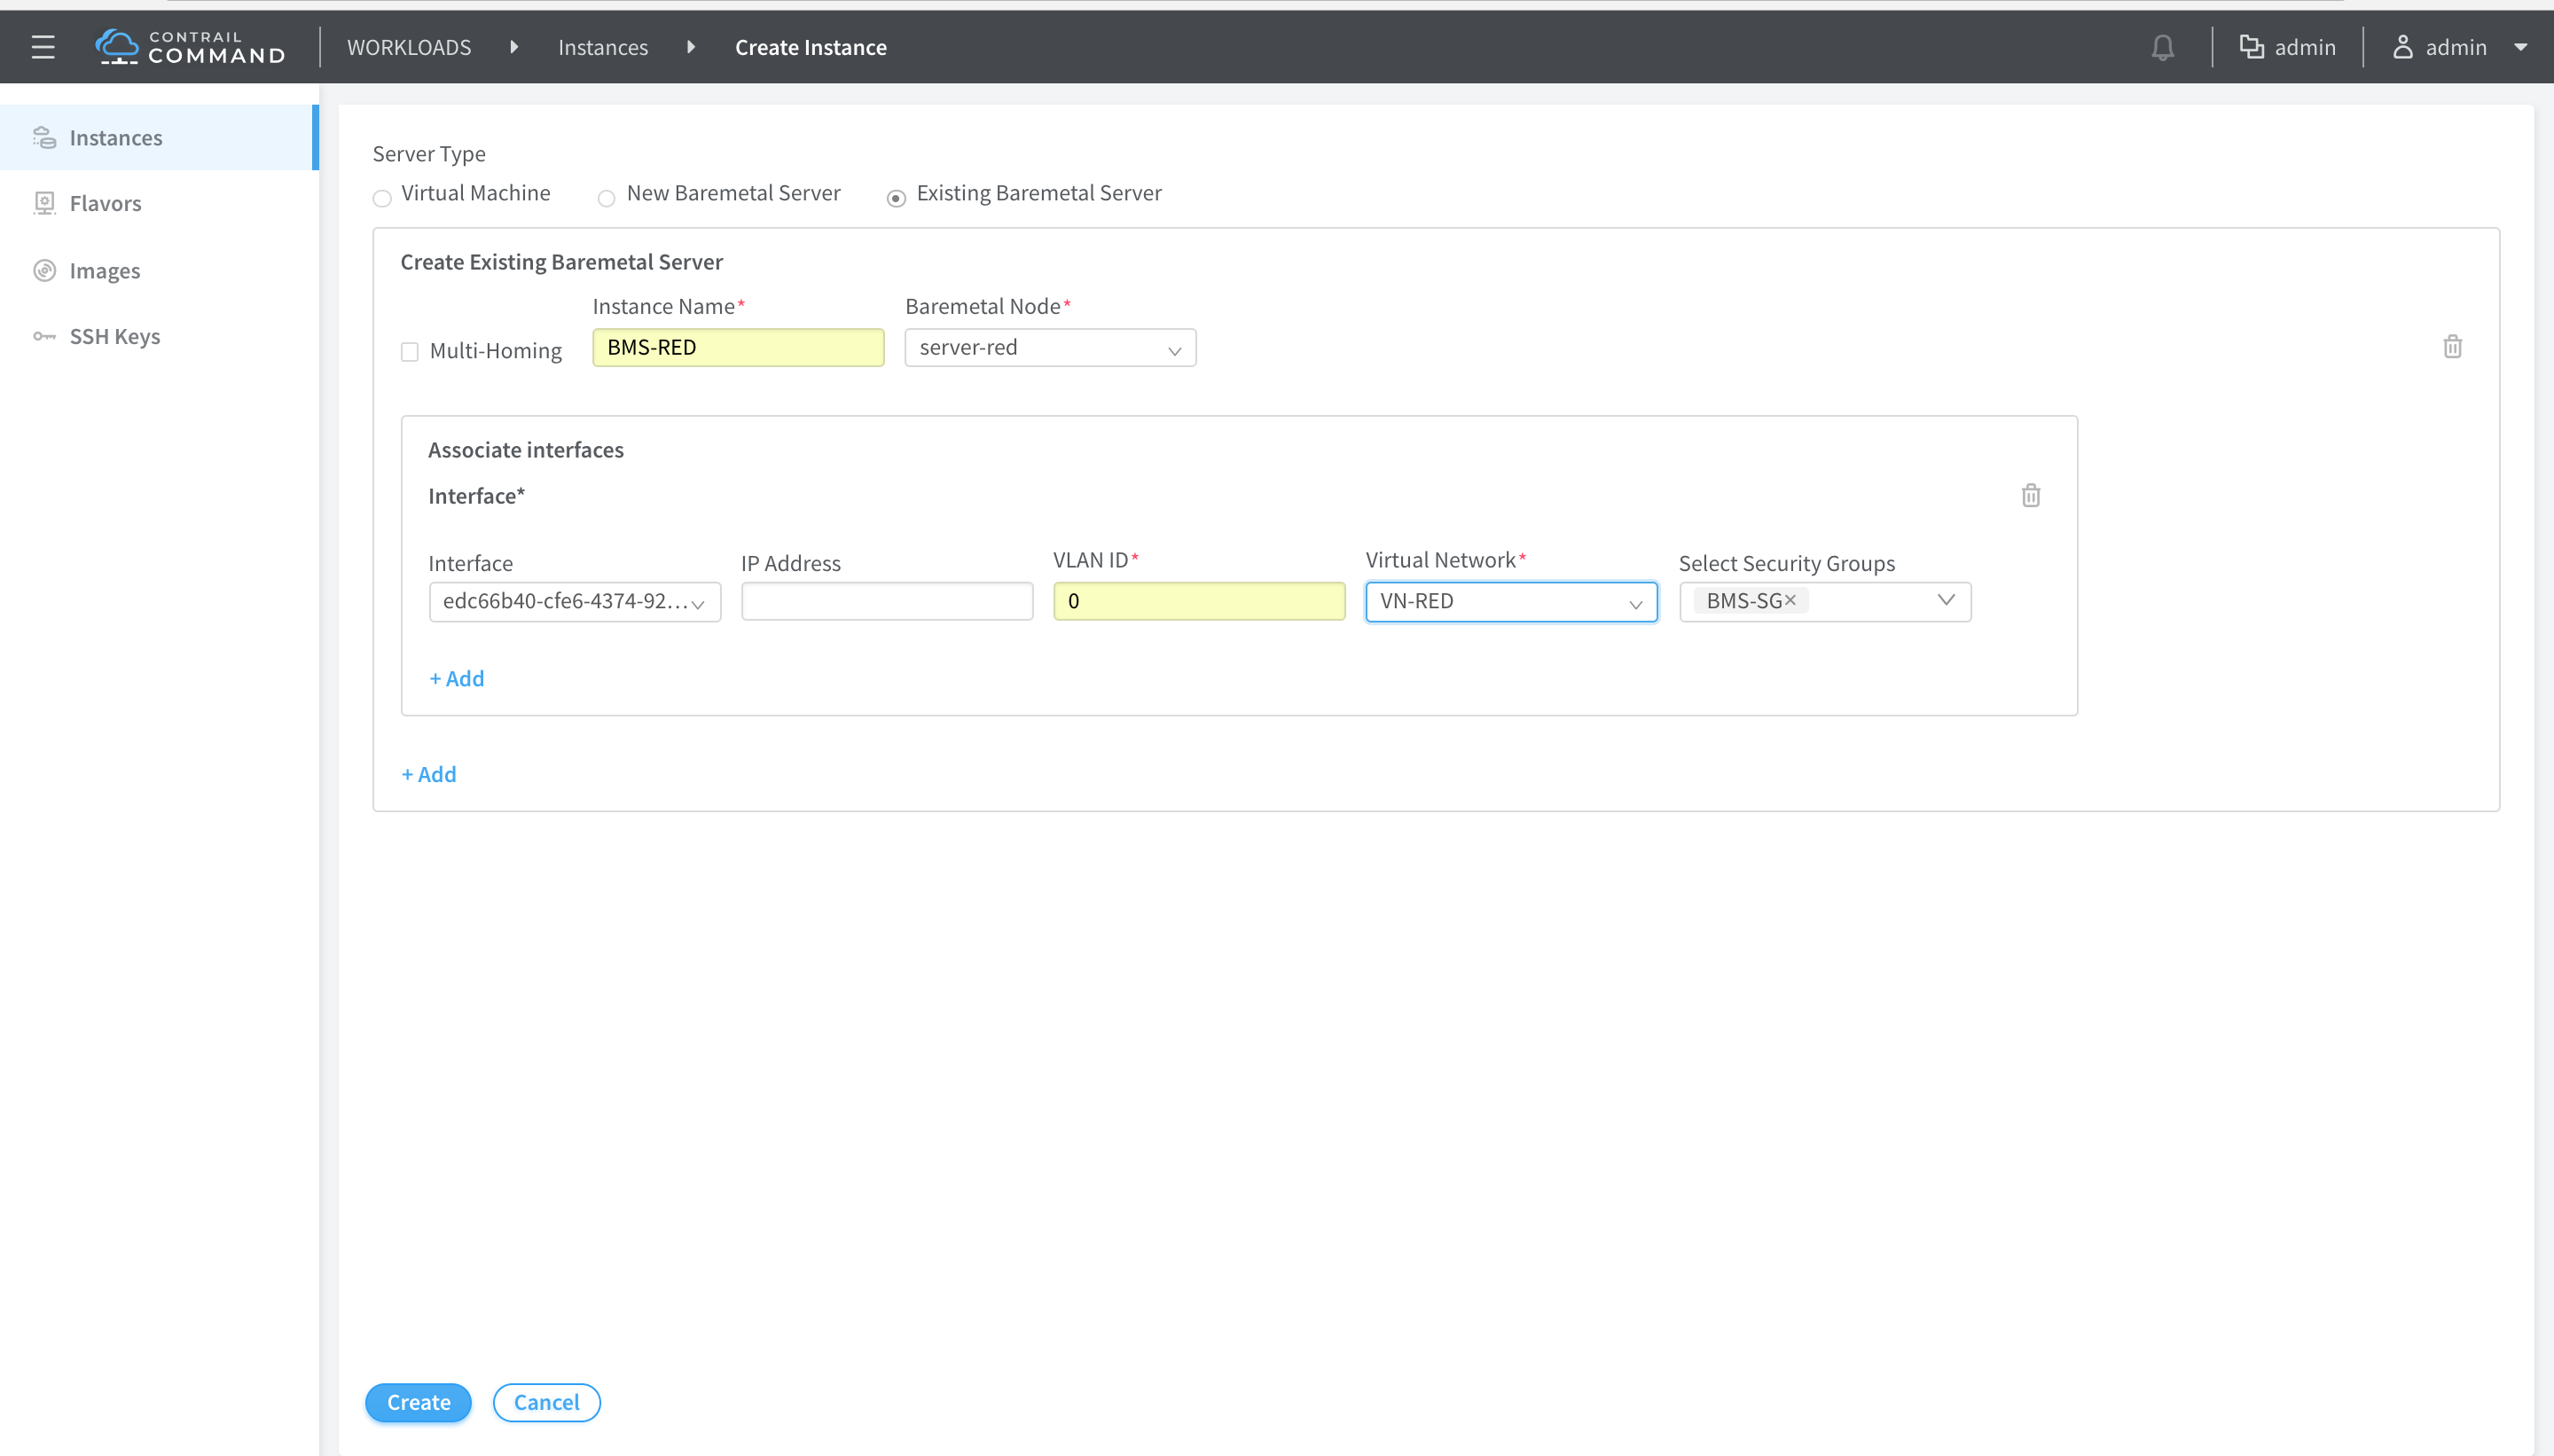 CONTRAIL
COMMAND
WORKLOADS Instances Create Instance
admin admin
Instances
Flavors
Images
SSH Keys
Server Type
Virtual Machine New Baremetal Server Existing Baremetal Server
Create Existing Baremetal Server
Instance Name* Baremetal Node*
Multi-Homing BMS-RED server-red
Associate interfaces
Interface*
Interface IP Address VLAN ID* Virtual Network* Select Security Groups
edc66b40-cfe6-4374-92... 0 VN-RED BMS-SG×
+ Add
+ Add
Create Cancel